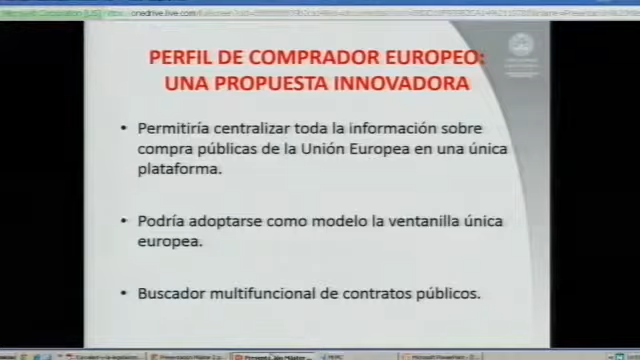 PERFIL DE COMPRADOR EUROPEO:
UNA PROPUESTA INNOVADORA
• Permitiría centralizar toda la información sobre
compra públicas de la Unión Europea en una única
plataforma.
• Podría adoptarse como modelo la ventanilla única
europea.
• Buscador multifuncional de contratos públicos.